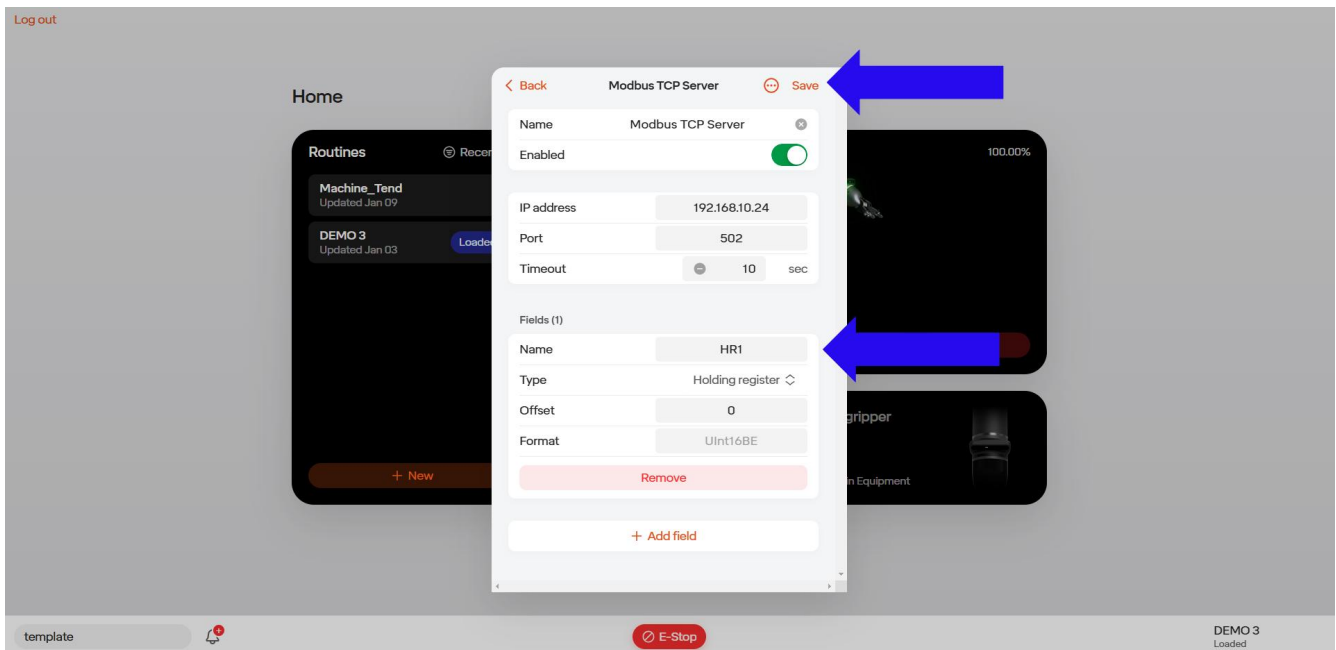 Log out
Home
Routines
Recen
Machine_Tend
Updated Jan 09
DEMO 3
Updated Jan 03
Loade
+ New
Back
Modbus TCP Server
Save
Name
Modbus TCP Server
Enabled
IP address
192.168.10.24
Port
502
Timeout
10
sec
Fields (1)
Name
HR1
Type
Holding register
Offset
0
Format
UInt16BE
Remove
+ Add field
100.00%
gripper
n Equipment
template
E-Stop
DEMO 3
Loaded